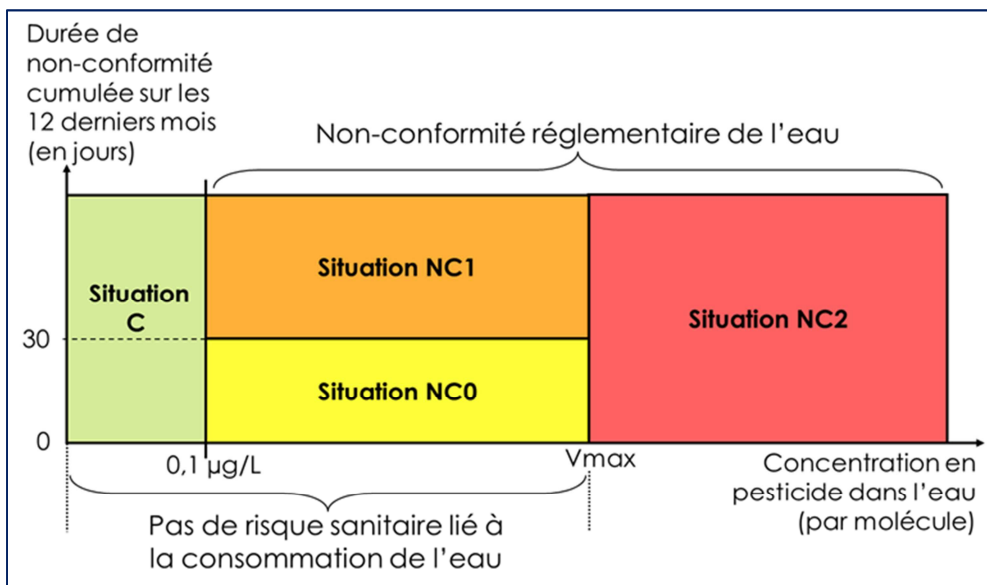 Durée de
non-conformité
cumulée sur les
12 derniers mois
(en jours)
Non-conformité réglementaire de l'eau
Situation NC1
Situation
C
Situation NC2
30
Situation NC0
0
0,1 µg/L
Vmax
Concentration en
pesticide dans l'eau
(par molécule)
Pas de risque sanitaire lié à
la consommation de l'eau